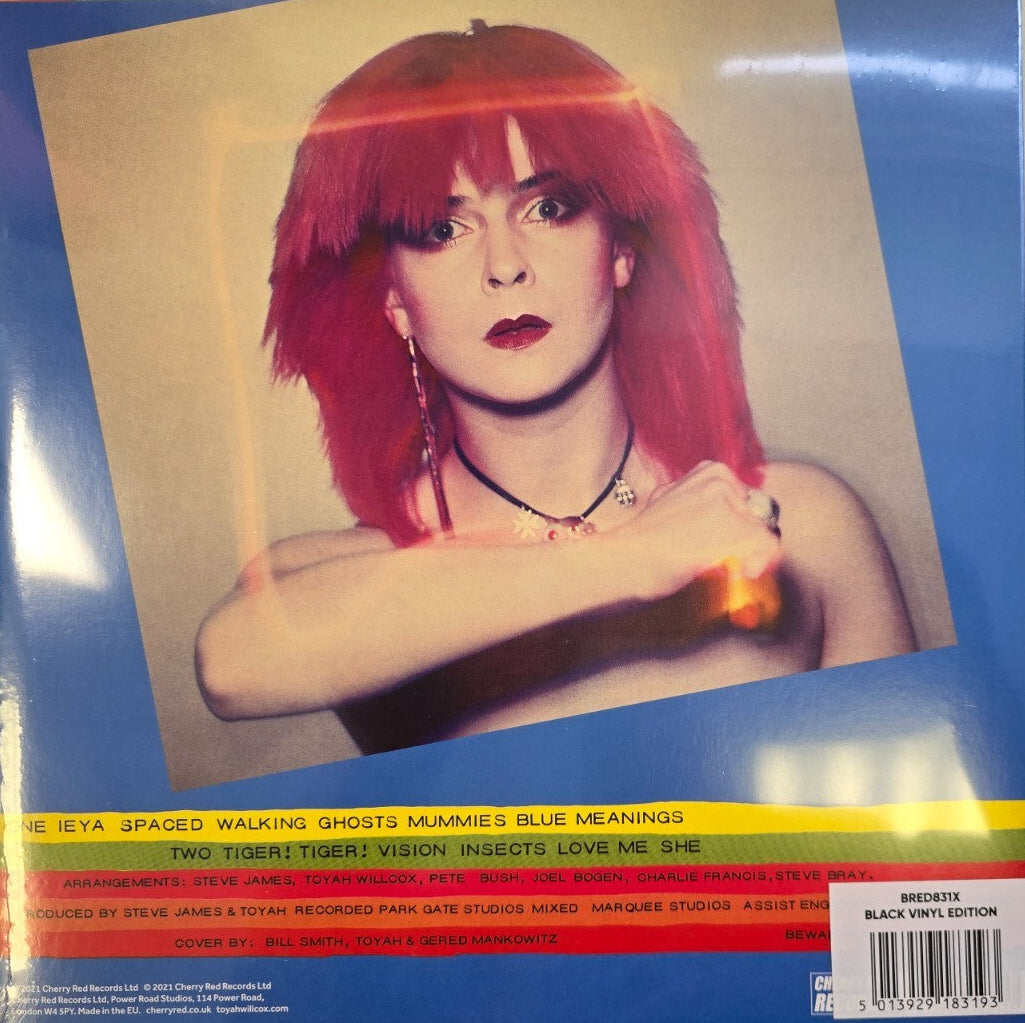 NE IEYA SPACED WALKING GHOSTS MUMMIES BLUE MEANINGS
TWO TIGER! TIGER! VISION INSECTS LOVE ME SHE
ARRANGEMENTS: STEVE JAMES, TOYAH WILLCOX, PETE BUSH, JOEL BOGEN, CHARLIE FRANCIS, STEVE BRAY.
RODUCED BY STEVE JAMES & TOYAH RECORDED PARK GATE STUDIOS MIXED MARQUEE STUDIOS ASSIST ENG
COVER BY: BILL SMITH, TOYAH & GERED MANKOWITZ BEWA
BRED831X
BLACK VINYL EDITION
5 013929 183193
2021 Cherry Red Records Ltd © 2021 Cherry Red Records Ltd
Cherry Red Records Ltd, Power Road Studios, 114 Power Road,
London W4 5PY. Made in the EU. cherryred.co.uk toyahwillcox.com
CH
RE